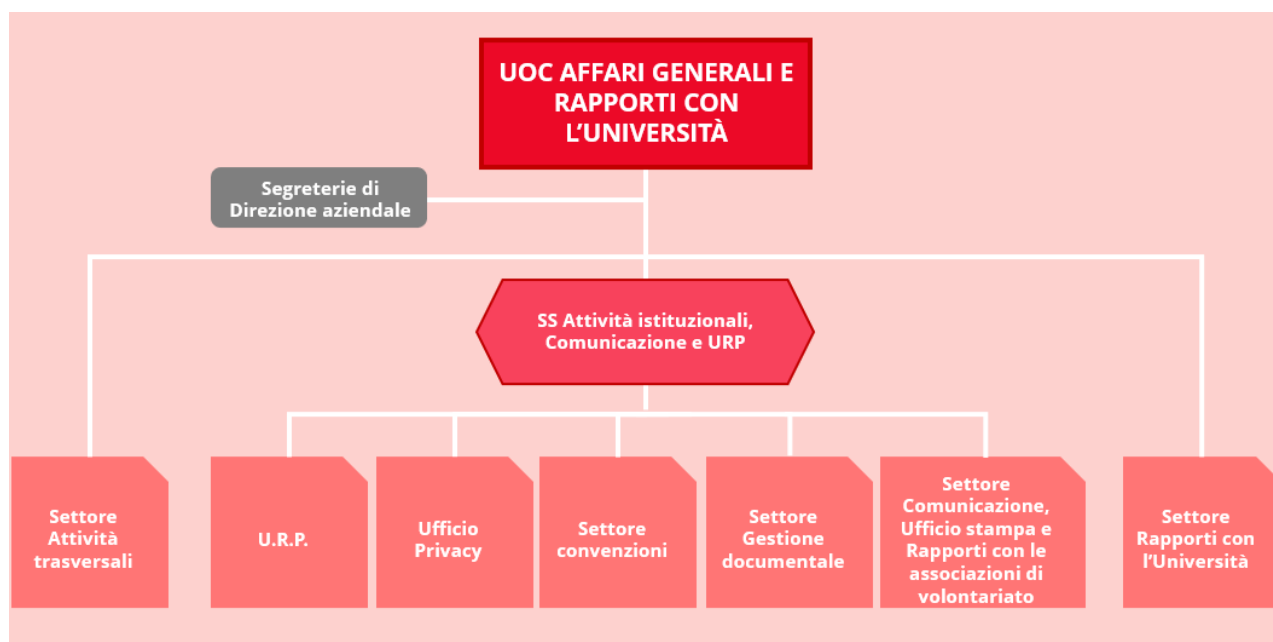 UOC AFFARI GENERALI E
RAPPORTI CON
L'UNIVERSITÀ
Segreterie di
Direzione aziendale
SS Attività istituzionali,
Comunicazione e URP
Settore
Attività
trasversali
U.R.P.
Ufficio
Privacy
Settore
convenzioni
Settore
Gestione
documentale
Settore
Comunicazione,
Ufficio stampa e
Rapporti con le
associazioni di
volontariato
Settore
Rapporti con
l'Università